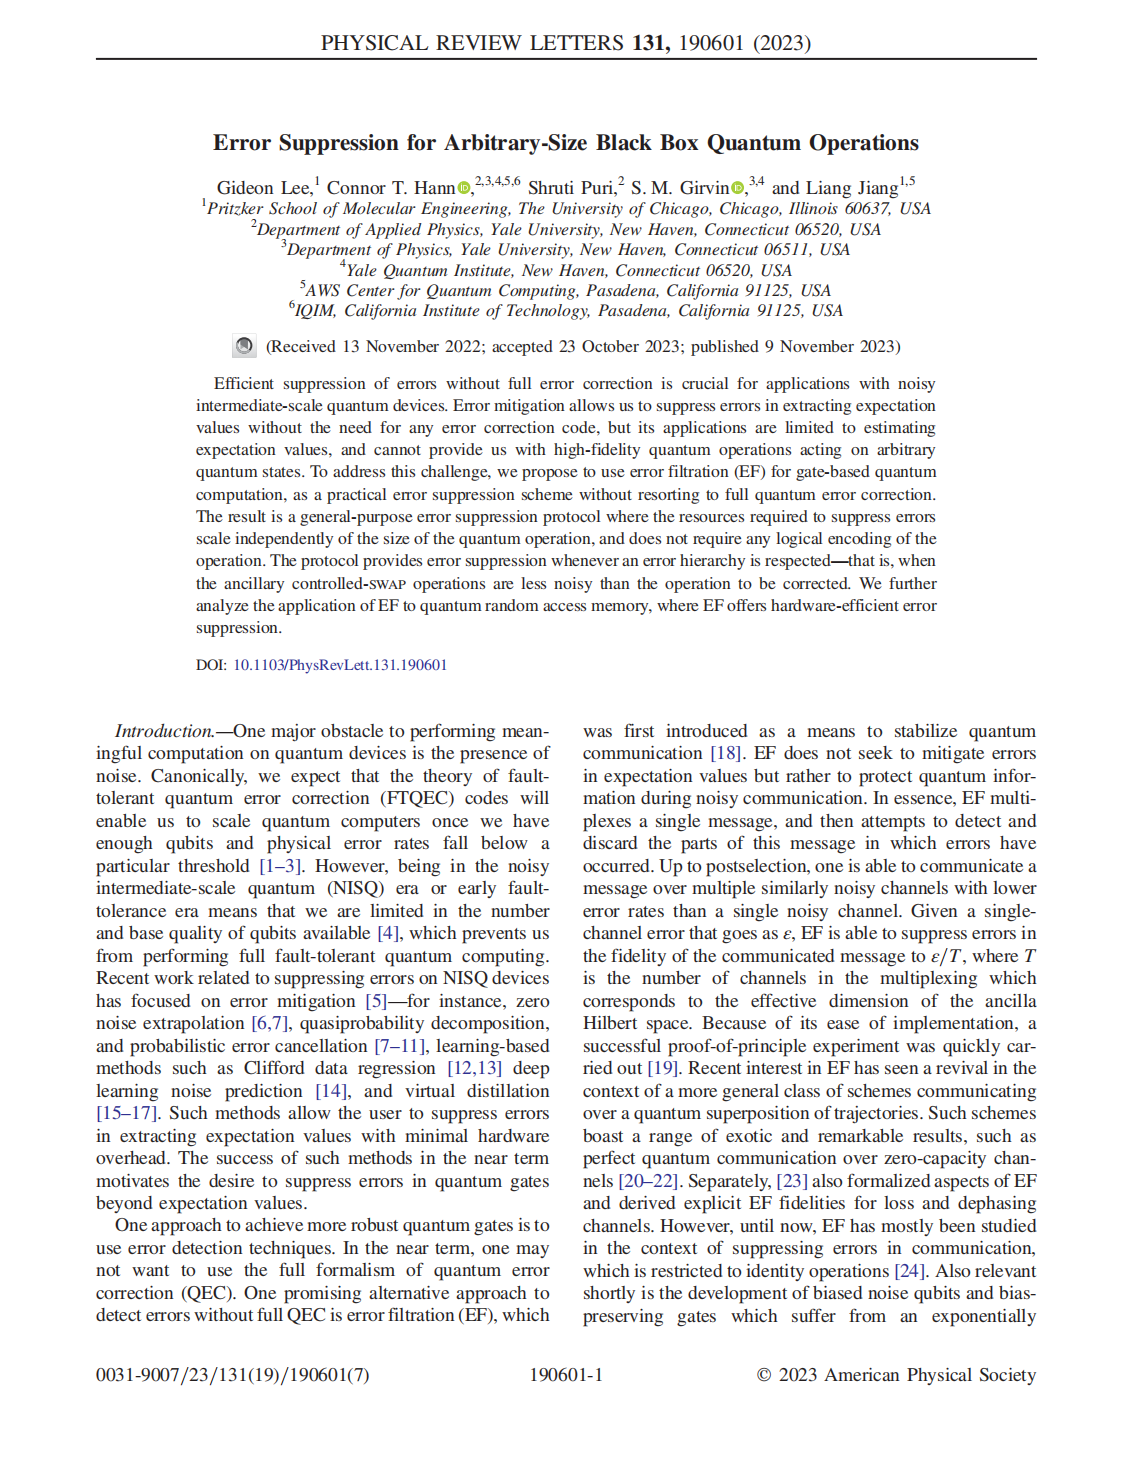 PHYSICAL REVIEW LETTERS 131, 190601 (2023)
Error Suppression for Arbitrary-Size Black Box Quantum Operations
Gideon Lee,1 Connor T. Hann,2,3,4,5,6 Shruti Puri,2 S. M. Girvin,3,4 and Liang Jiang1,5
1Pritzker School of Molecular Engineering, The University of Chicago, Chicago, Illinois 60637, USA
2Department of Applied Physics, Yale University, New Haven, Connecticut 06520, USA
3Department of Physics, Yale University, New Haven, Connecticut 06511, USA
4Yale Quantum Institute, New Haven, Connecticut 06520, USA
5AWS Center for Quantum Computing, Pasadena, California 91125, USA
6IQIM, California Institute of Technology, Pasadena, California 91125, USA
(Received 13 November 2022; accepted 23 October 2023; published 9 November 2023)
Efficient suppression of errors without full error correction is crucial for applications with noisy
intermediate-scale quantum devices. Error mitigation allows us to suppress errors in extracting expectation
values without the need for any error correction code, but its applications are limited to estimating
expectation values, and cannot provide us with high-fidelity quantum operations acting on arbitrary
quantum states. To address this challenge, we propose to use error filtration (EF) for gate-based quantum
computation, as a practical error suppression scheme without resorting to full quantum error correction.
The result is a general-purpose error suppression protocol where the resources required to suppress errors
scale independently of the size of the quantum operation, and does not require any logical encoding of the
operation. The protocol provides error suppression whenever an error hierarchy is respected—that is, when
the ancillary controlled-SWAP operations are less noisy than the operation to be corrected. We further
analyze the application of EF to quantum random access memory, where EF offers hardware-efficient error
suppression.
DOI: 10.1103/PhysRevLett.131.190601
Introduction.—One major obstacle to performing mean-
ingful computation on quantum devices is the presence of
noise. Canonically, we expect that the theory of fault-
tolerant quantum error correction (FTQEC) codes will
enable us to scale quantum computers once we have
enough qubits and physical error rates fall below a
particular threshold [1–3]. However, being in the noisy
intermediate-scale quantum (NISQ) era or early fault-
tolerance era means that we are limited in the number
and base quality of qubits available [4], which prevents us
from performing full fault-tolerant quantum computing.
Recent work related to suppressing errors on NISQ devices
has focused on error mitigation [5]—for instance, zero
noise extrapolation [6,7], quasiprobability decomposition,
and probabilistic error cancellation [7–11], learning-based
methods such as Clifford data regression [12,13] deep
learning noise prediction [14], and virtual distillation
[15–17]. Such methods allow the user to suppress errors
in extracting expectation values with minimal hardware
overhead. The success of such methods in the near term
motivates the desire to suppress errors in quantum gates
beyond expectation values.
One approach to achieve more robust quantum gates is to
use error detection techniques. In the near term, one may
not want to use the full formalism of quantum error
correction (QEC). One promising alternative approach to
detect errors without full QEC is error filtration (EF), which
was first introduced as a means to stabilize quantum
communication [18]. EF does not seek to mitigate errors
in expectation values but rather to protect quantum infor-
mation during noisy communication. In essence, EF multi-
plexes a single message, and then attempts to detect and
discard the parts of this message in which errors have
occurred. Up to postselection, one is able to communicate a
message over multiple similarly noisy channels with lower
error rates than a single noisy channel. Given a single-
channel error that goes as ε, EF is able to suppress errors in
the fidelity of the communicated message to ε/T, where T
is the number of channels in the multiplexing which
corresponds to the effective dimension of the ancilla
Hilbert space. Because of its ease of implementation, a
successful proof-of-principle experiment was quickly car-
ried out [19]. Recent interest in EF has seen a revival in the
context of a more general class of schemes communicating
over a quantum superposition of trajectories. Such schemes
boast a range of exotic and remarkable results, such as
perfect quantum communication over zero-capacity chan-
nels [20–22]. Separately, [23] also formalized aspects of EF
and derived explicit EF fidelities for loss and dephasing
channels. However, until now, EF has mostly been studied
in the context of suppressing errors in communication,
which is restricted to identity operations [24]. Also relevant
shortly is the development of biased noise qubits and bias-
preserving gates which suffer from an exponentially
0031-9007/23/131(19)/190601(7)
190601-1
© 2023 American Physical Society